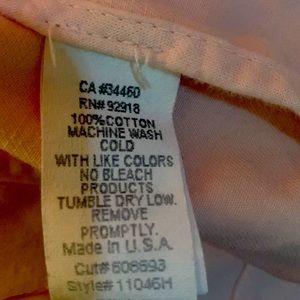 CA #34460
RN# 92918
100%COTTON
MACHINE WASH
COLD
WITH LIKE COLORS
NO BLEACH
PRODUCTS
TUMBLE DRY LOW.
REMOVE
PROMPTLY.
Made in U.S.A.
Cut# 608593
Style# 11046H